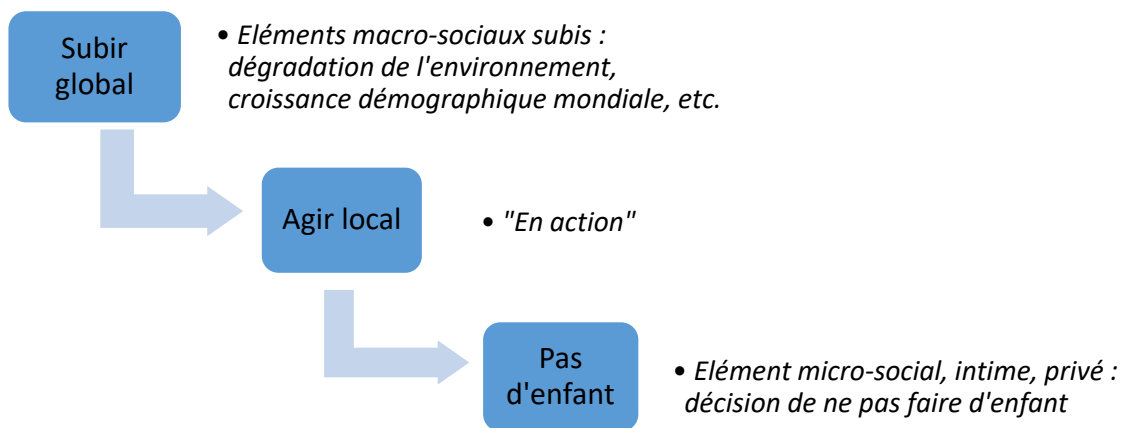 Subir
global
• Eléments macro-sociaux subis :
dégradation de l'environnement,
croissance démographique mondiale, etc.
Agir local
• "En action"
Pas
d'enfant
• Elément micro-social, intime, privé :
décision de ne pas faire d'enfant